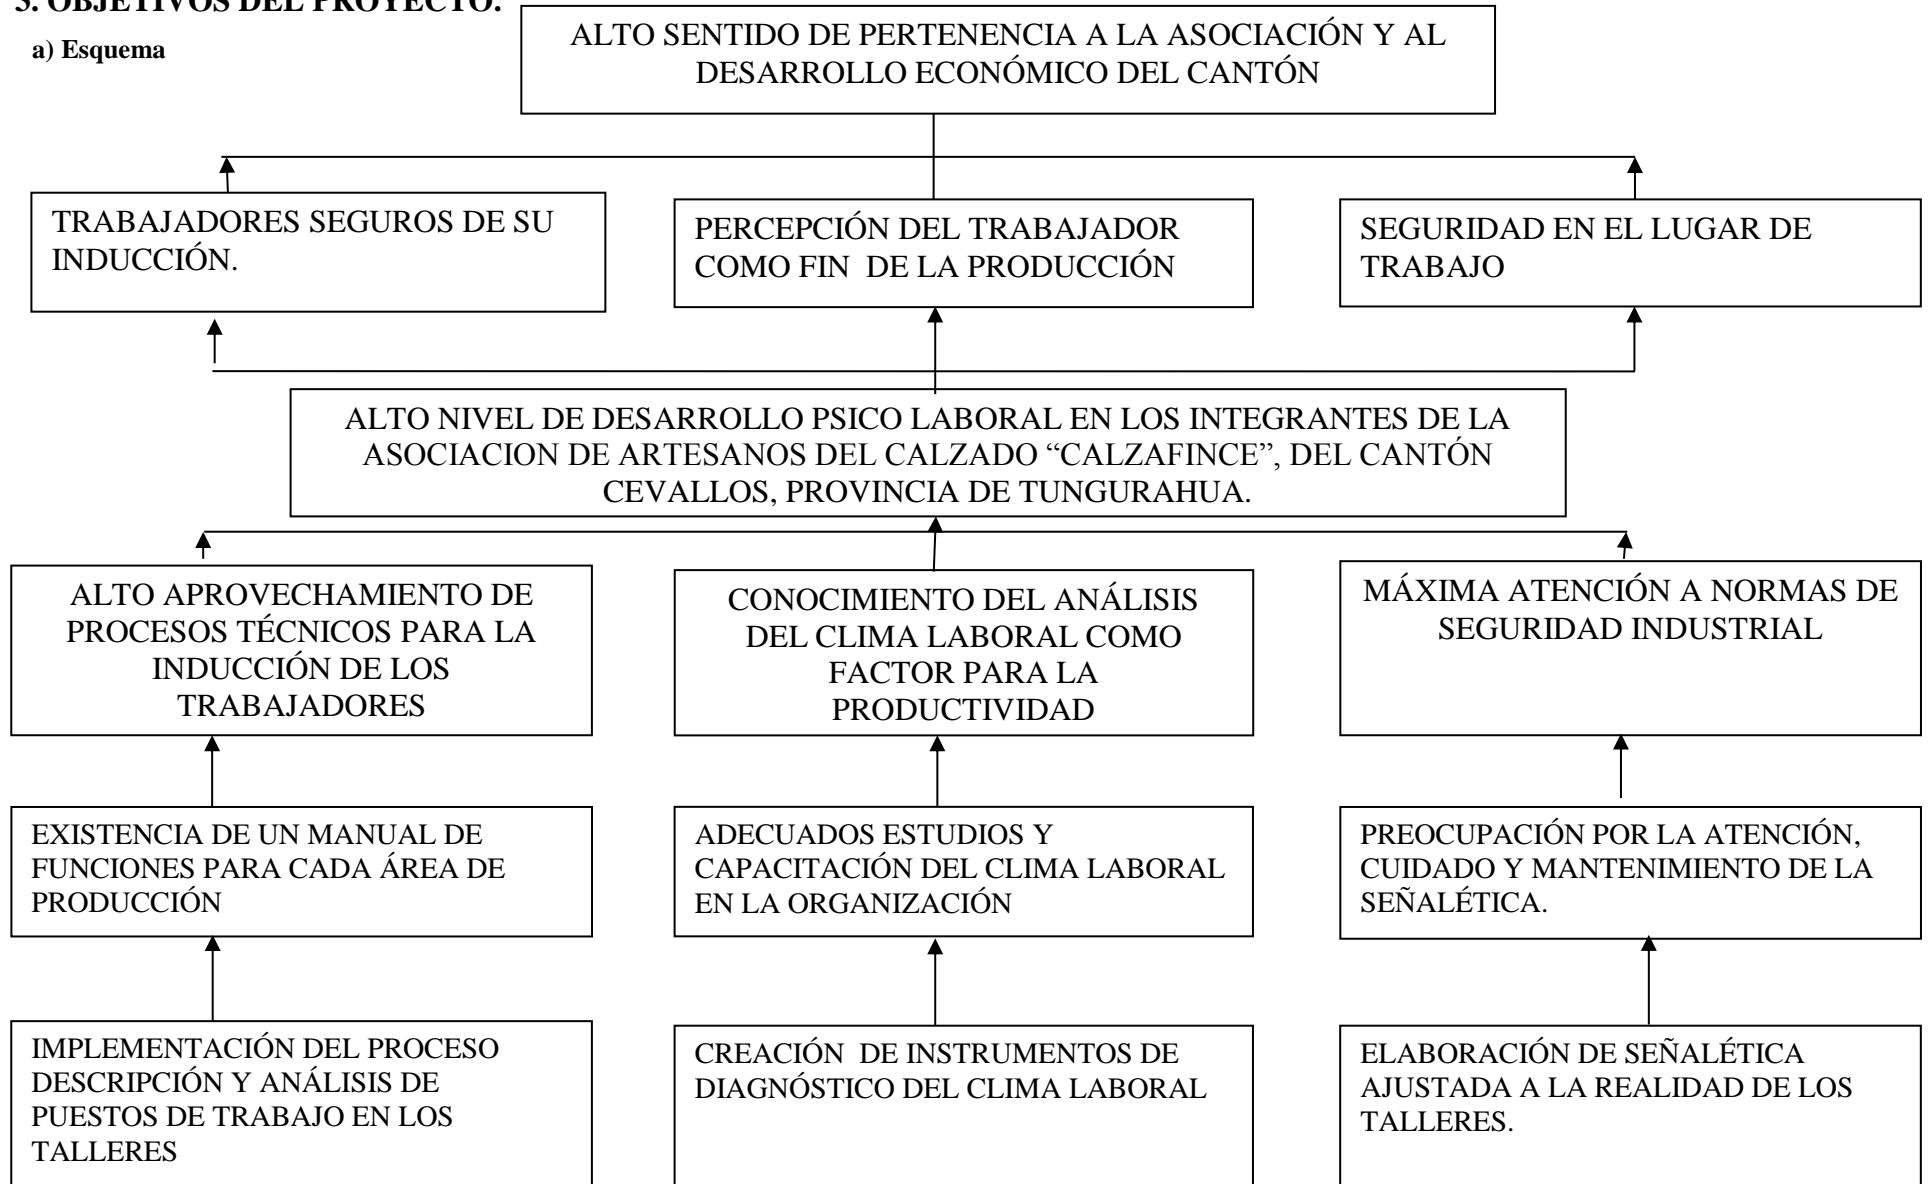 OBJETIVOS DEL PROYECTO.
a) Esquema
ALTO SENTIDO DE PERTENENCIA A LA ASOCIACIÓN Y AL
DESARROLLO ECONÓMICO DEL CANTÓN
TRABAJADORES SEGUROS DE SU
INDUCCIÓN.
PERCEPCIÓN DEL TRABAJADOR
COMO FIN  DE LA PRODUCCIÓN
SEGURIDAD EN EL LUGAR DE
TRABAJO
ALTO NIVEL DE DESARROLLO PSICO LABORAL EN LOS INTEGRANTES DE LA
ASOCIACION DE ARTESANOS DEL CALZADO “CALZAFINCE”, DEL CANTÓN
CEVALLOS, PROVINCIA DE TUNGURAHUA.
ALTO APROVECHAMIENTO DE
PROCESOS TÉCNICOS PARA LA
INDUCCIÓN DE LOS
TRABAJADORES
CONOCIMIENTO DEL ANÁLISIS
DEL CLIMA LABORAL COMO
FACTOR PARA LA
PRODUCTIVIDAD
MÁXIMA ATENCIÓN A NORMAS DE
SEGURIDAD INDUSTRIAL
EXISTENCIA DE UN MANUAL DE
FUNCIONES PARA CADA ÁREA DE
PRODUCCIÓN
ADECUADOS ESTUDIOS Y
CAPACITACIÓN DEL CLIMA LABORAL
EN LA ORGANIZACIÓN
PREOCUPACIÓN POR LA ATENCIÓN,
CUIDADO Y MANTENIMIENTO DE LA
SEÑALÉTICA.
IMPLEMENTACIÓN DEL PROCESO
DESCRIPCIÓN Y ANÁLISIS DE
PUESTOS DE TRABAJO EN LOS
TALLERES
CREACIÓN  DE INSTRUMENTOS DE
DIAGNÓSTICO DEL CLIMA LABORAL
ELABORACIÓN DE SEÑALÉTICA
AJUSTADA A LA REALIDAD DE LOS
TALLERES.